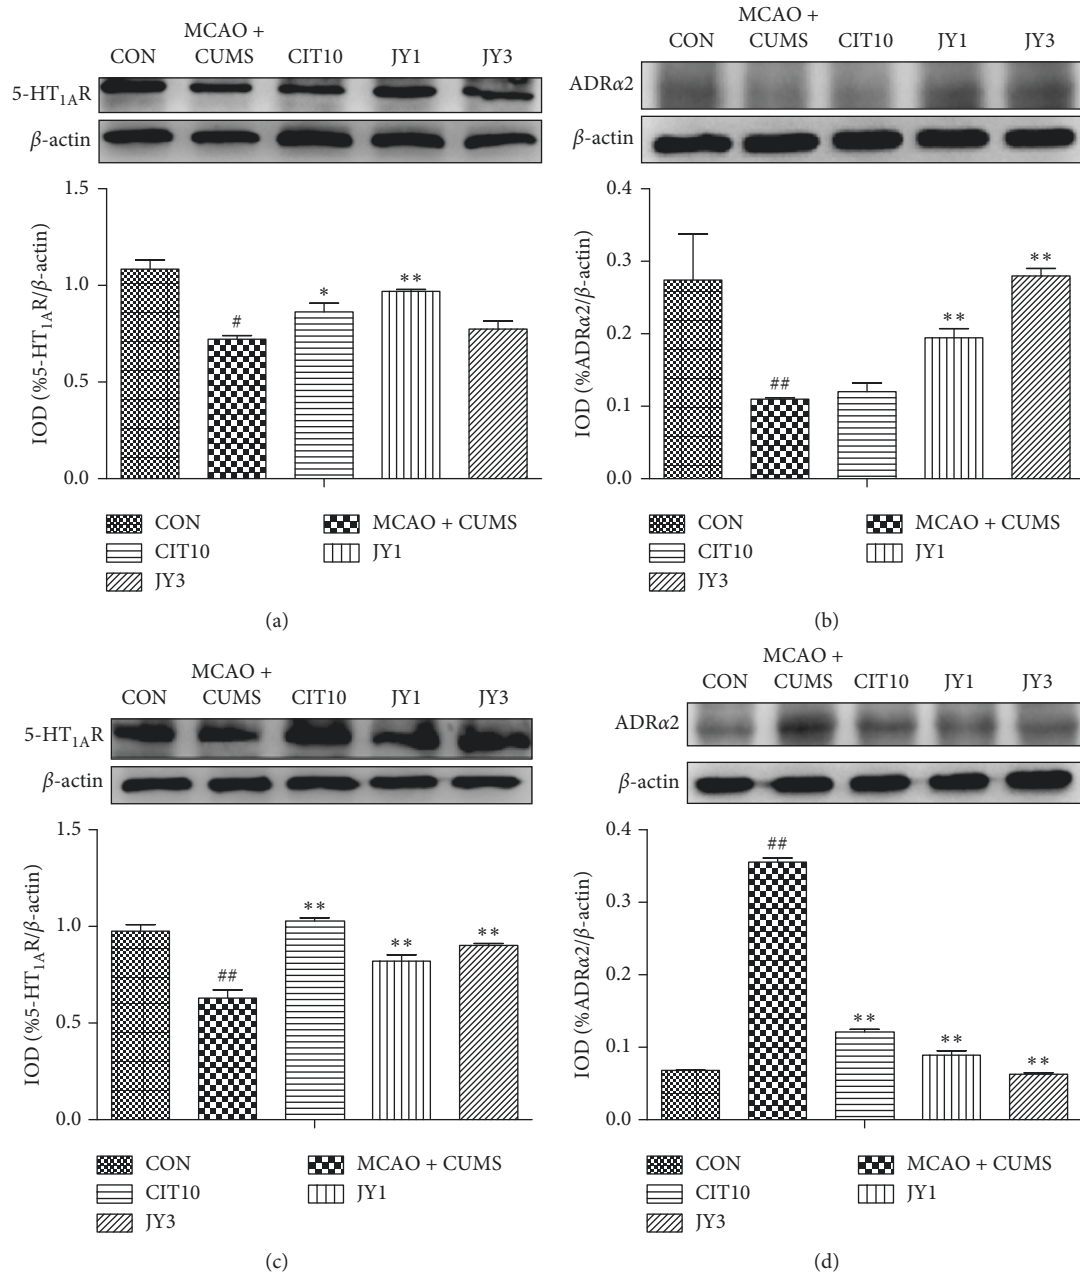 MCAO +
CON CUMS CIT10 JY1 JY3
5-HT1AR
β-actin
1.5
1.0
0.5
0.0
IOD (%5-HT1AR/β-actin)
#
*
**
CON MCAO + CUMS
CIT10 JY1
JY3
(a)
MCAO +
CON CUMS CIT10 JY1 JY3
ADRα2
β-actin
0.4
0.3
0.2
0.1
0.0
IOD (%ADRα2/β-actin)
##
**
**
CON MCAO + CUMS
CIT10 JY1
JY3
(b)
MCAO +
CON CUMS CIT10 JY1 JY3
5-HT1AR
β-actin
1.5
1.0
0.5
0.0
IOD (%5-HT1AR/β-actin)
##
**
**
**
CON MCAO + CUMS
CIT10 JY1
JY3
(c)
MCAO +
CON CUMS CIT10 JY1 JY3
ADRα2
β-actin
0.4
0.3
0.2
0.1
0.0
IOD (%ADRα2/β-actin)
##
**
**
**
CON MCAO + CUMS
CIT10 JY1
JY3
(d)